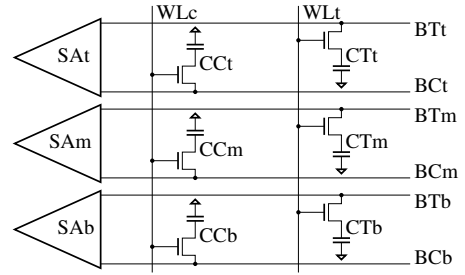 WLc WLt
BTt
SAt CCt CTt
BCt
BTm
SAm CCm CTm
BCm
BTb
SAb CCb CTb
BCb